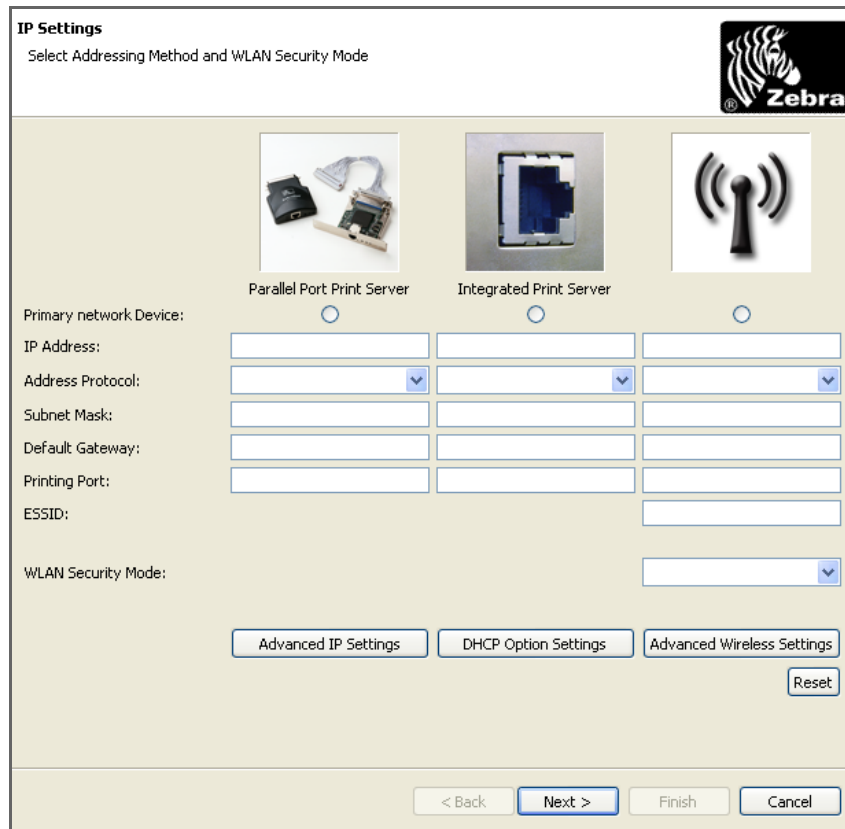 IP Settings
Select Addressing Method and WLAN Security Mode
® Zebra
Parallel Port Print Server Integrated Print Server
Primary network Device:
IP Address:
Address Protocol:
Subnet Mask:
Default Gateway:
Printing Port:
ESSID:
WLAN Security Mode:
Advanced IP Settings DHCP Option Settings Advanced Wireless Settings
Reset
< Back Next > Finish Cancel